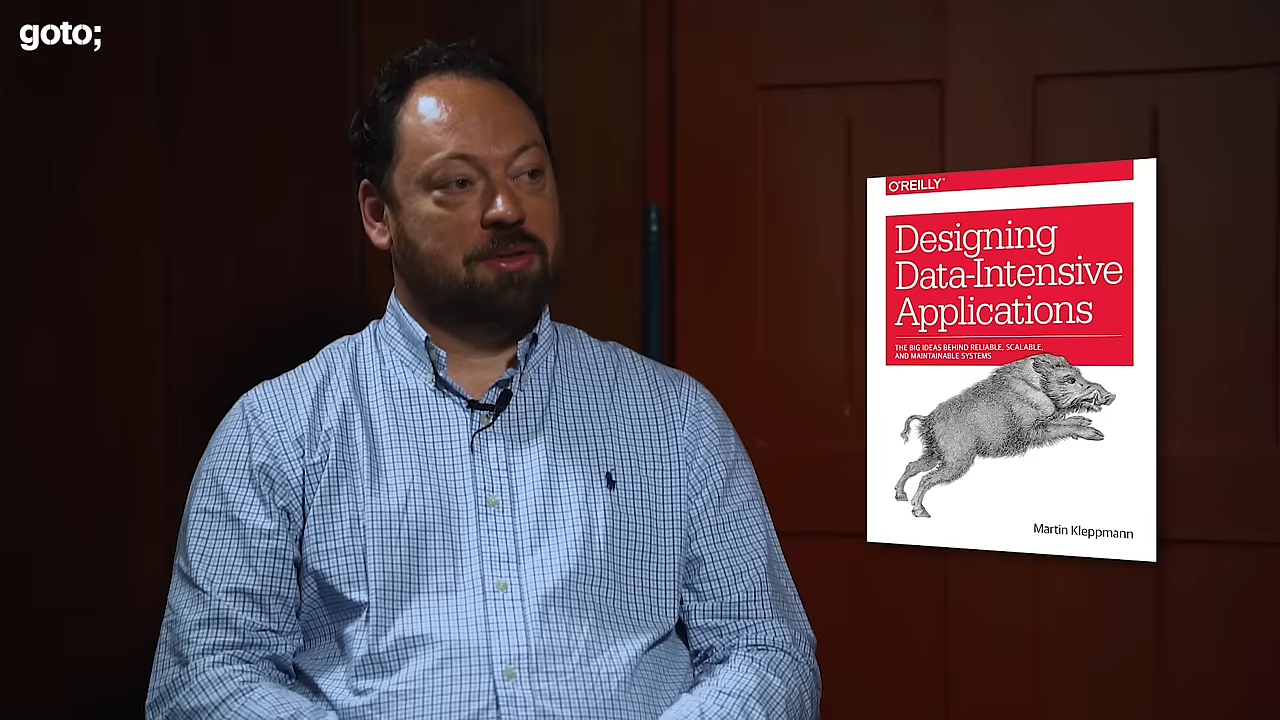 goto;
O'REILLY®
Designing
Data-Intensive
Applications
THE BIG IDEAS BEHIND RELIABLE, SCALABLE,
AND MAINTAINABLE SYSTEMS
Martin Kleppmann